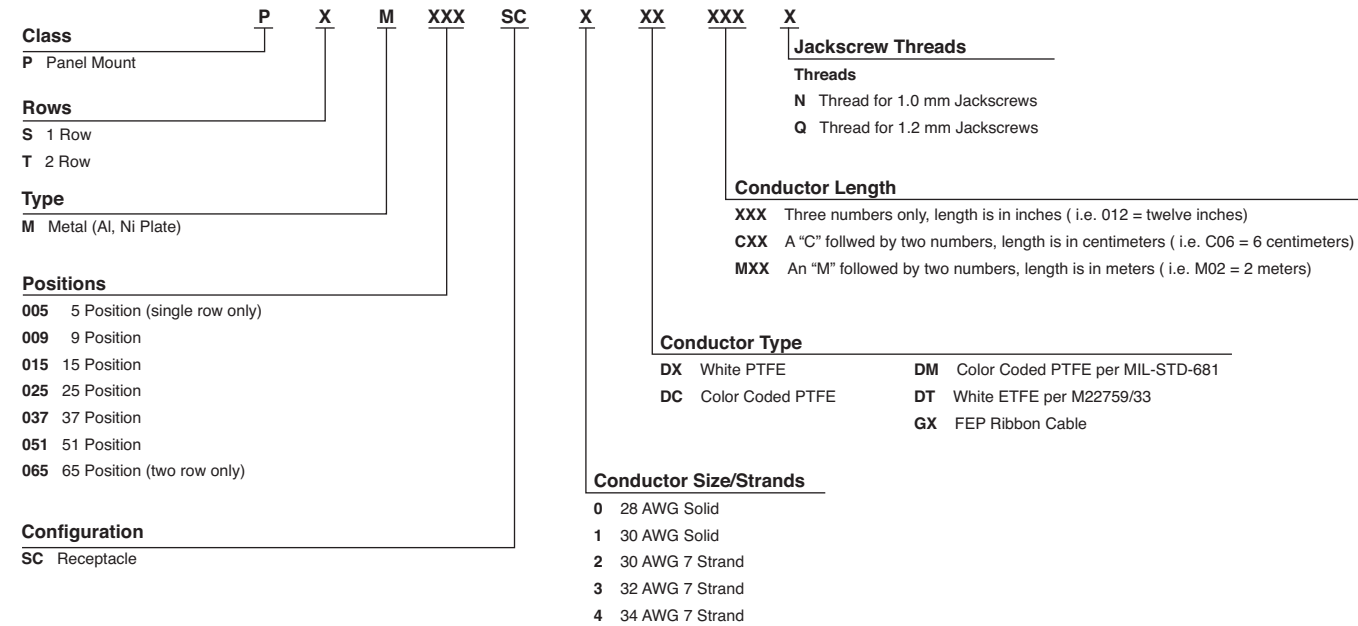 P X M XXX SC X XX XXX X
Class
P Panel Mount
Rows
S 1 Row
T 2 Row
Type
M Metal (Al, Ni Plate)
Positions
005 5 Position (single row only)
009 9 Position
015 15 Position
025 25 Position
037 37 Position
051 51 Position
065 65 Position (two row only)
Configuration
SC Receptacle
Jackscrew Threads
Threads
N Thread for 1.0 mm Jackscrews
Q Thread for 1.2 mm Jackscrews
Conductor Length
XXX Three numbers only, length is in inches ( i.e. 012 = twelve inches)
CXX A “C” follwed by two numbers, length is in centimeters ( i.e. C06 = 6 centimeters)
MXX An “M” followed by two numbers, length is in meters ( i.e. M02 = 2 meters)
Conductor Type
DX White PTFE
DC Color Coded PTFE
DM Color Coded PTFE per MIL-STD-681
DT White ETFE per M22759/33
GX FEP Ribbon Cable
Conductor Size/Strands
0 28 AWG Solid
1 30 AWG Solid
2 30 AWG 7 Strand
3 32 AWG 7 Strand
4 34 AWG 7 Strand